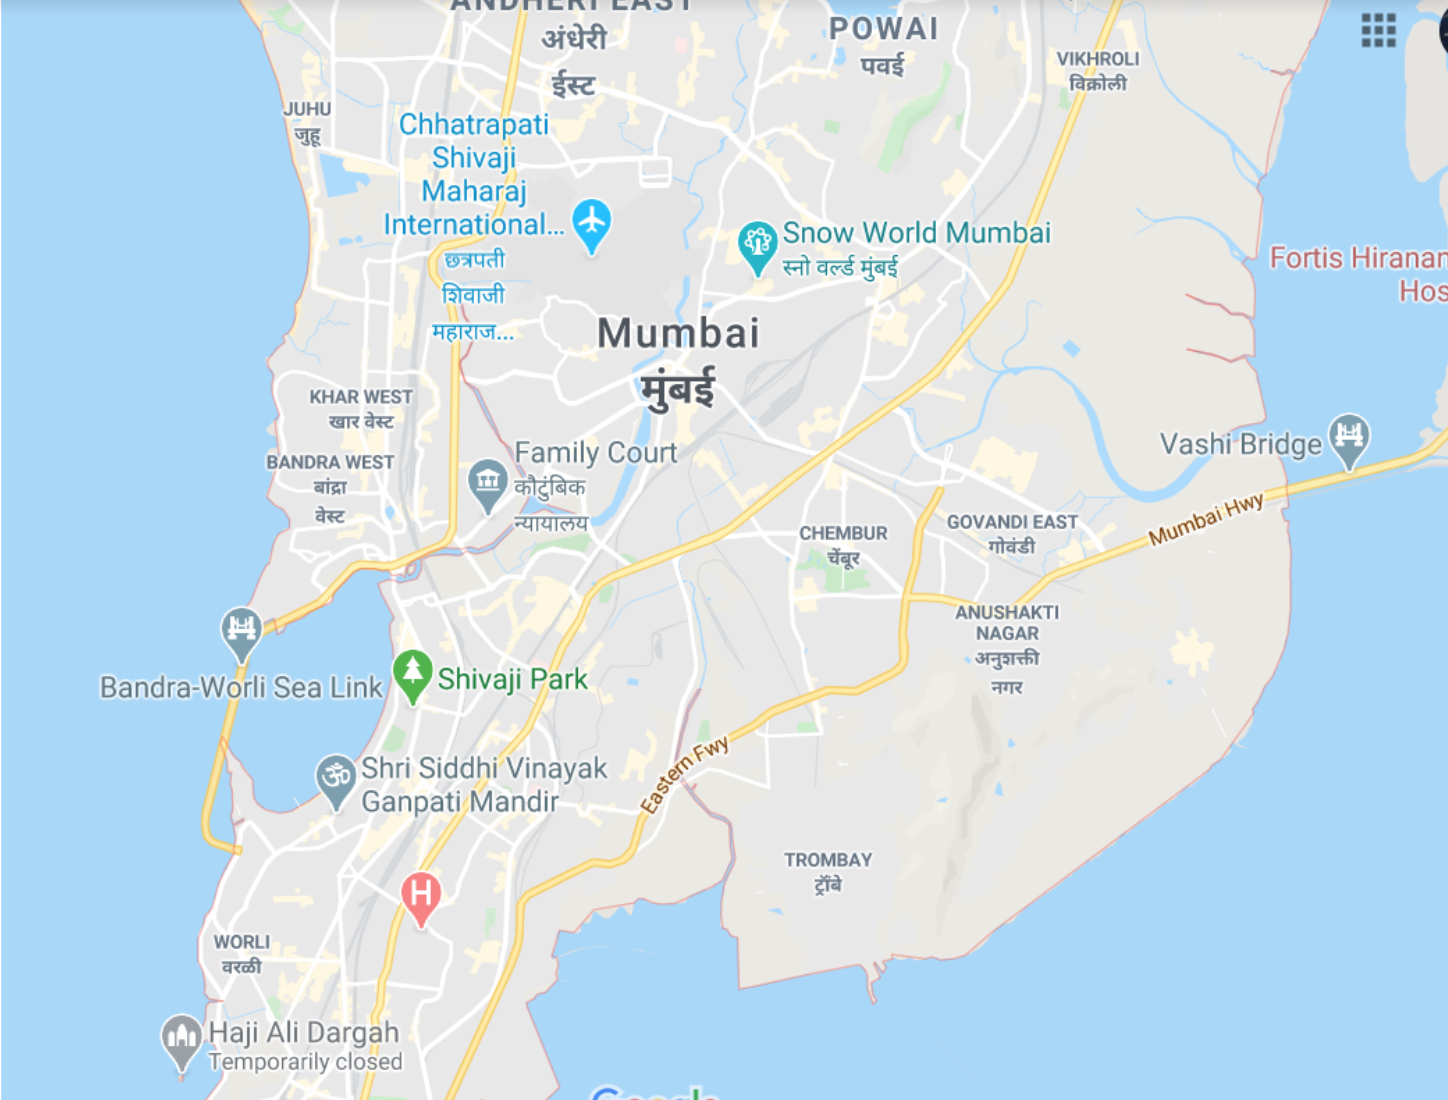 ANDHERI EAST
अंधेरी
ईस्ट
POWAI
पवई
VIKHROLI
विक्रोली
JUHU
जुहू
Chhatrapati
Shivaji
Maharaj
International...
छत्रपती
शिवाजी
महाराज...
Snow World Mumbai
स्नो वर्ल्ड मुंबई
Fortis Hiranan
Hos
Mumbai
मुंबई
KHAR WEST
खार वेस्ट
Family Court
कौटुंबिक
न्यायालय
Vashi Bridge
BANDRA WEST
बांद्रा
वेस्ट
Mumbai Hwy
CHEMBUR
चेंबूर
GOVANDI EAST
गोवंडी
ANUSHAKTI
NAGAR
अनुशक्ती
नगर
Bandra-Worli Sea Link
Shivaji Park
Eastern Fwy
Shri Siddhi Vinayak
Ganpati Mandir
TROMBAY
ट्रॉंबे
H
WORLI
वरळी
Haji Ali Dargah
Temporarily closed
Google